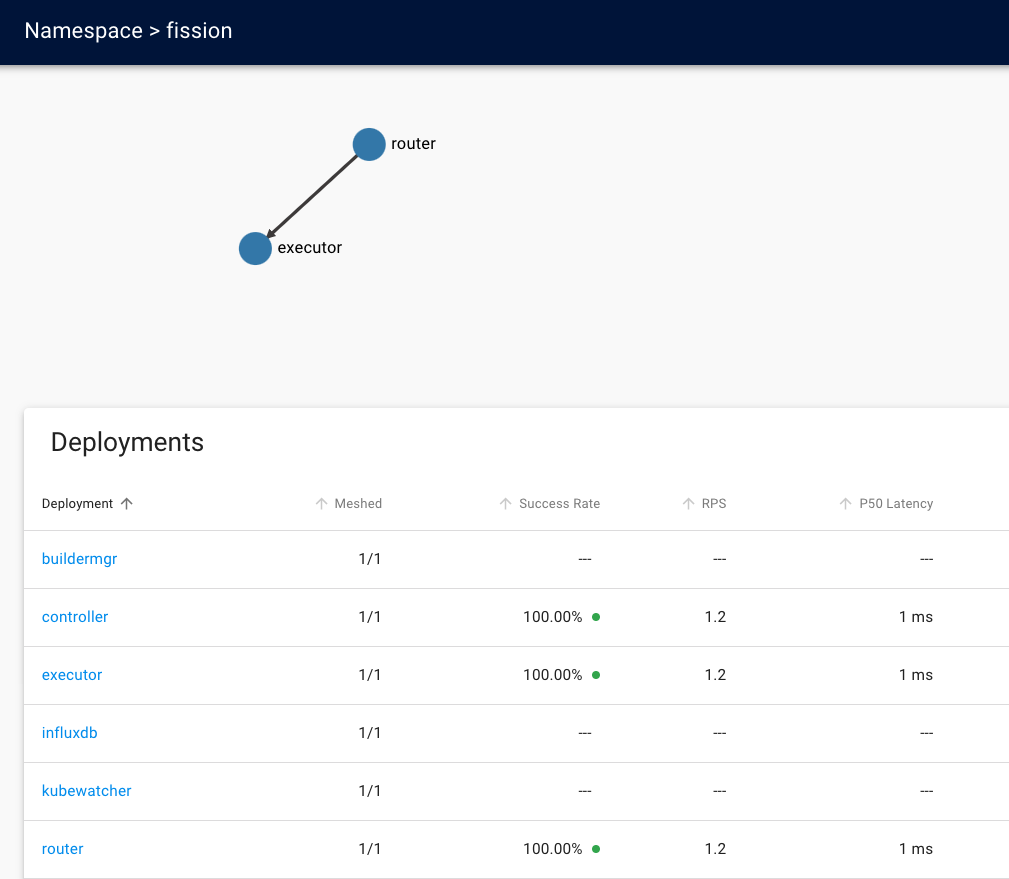 Namespace > fission
router
executor
Deployments
Deployment Meshed Success Rate RPS P50 Latency
buildermgr 1/1 --- --- ---
controller 1/1 100.00% 1.2 1 ms
executor 1/1 100.00% 1.2 1 ms
influxdb 1/1 --- --- ---
kubewatcher 1/1 --- --- ---
router 1/1 100.00% 1.2 1 ms